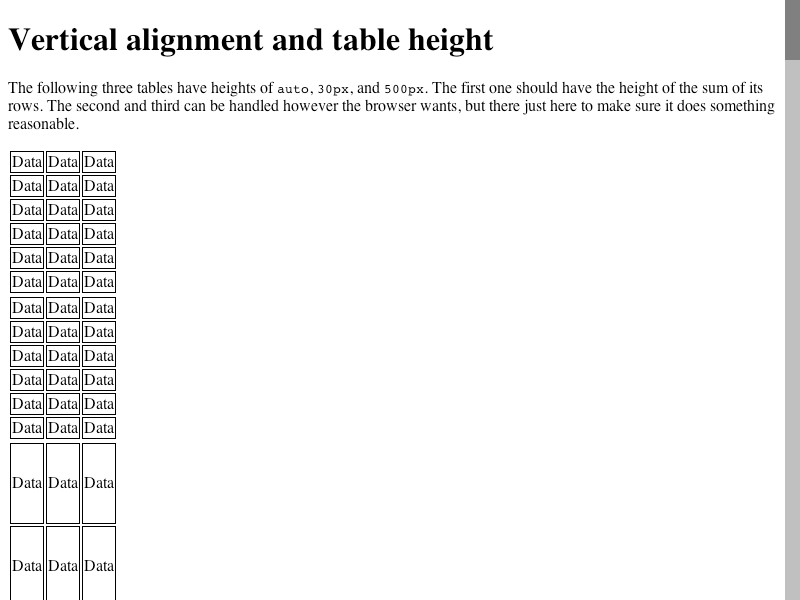 Vertical alignment and table height
The following three tables have heights of auto, 30px, and 500px. The first one should have the height of the sum of its
rows. The second and third can be handled however the browser wants, but there just here to make sure it does something
reasonable.
Data Data Data
Data Data Data
Data Data Data
Data Data Data
Data Data Data
Data Data Data
Data Data Data
Data Data Data
Data Data Data
Data Data Data
Data Data Data
Data Data Data
Data Data Data
Data Data Data